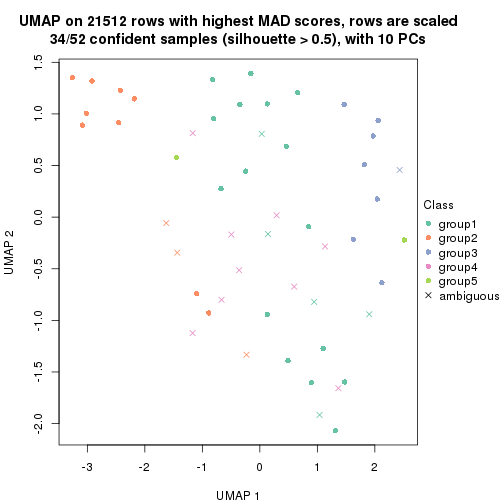 UMAP on 21512 rows with highest MAD scores, rows are scaled
34/52 confident samples (silhouette > 0.5), with 10 PCs
1.5
1.0
0.5
0.0
-0.5
-1.0
-1.5
-2.0
UMAP 2
-3
-2
-1
0
1
2
UMAP 1
Class
group1
group2
group3
group4
group5
ambiguous